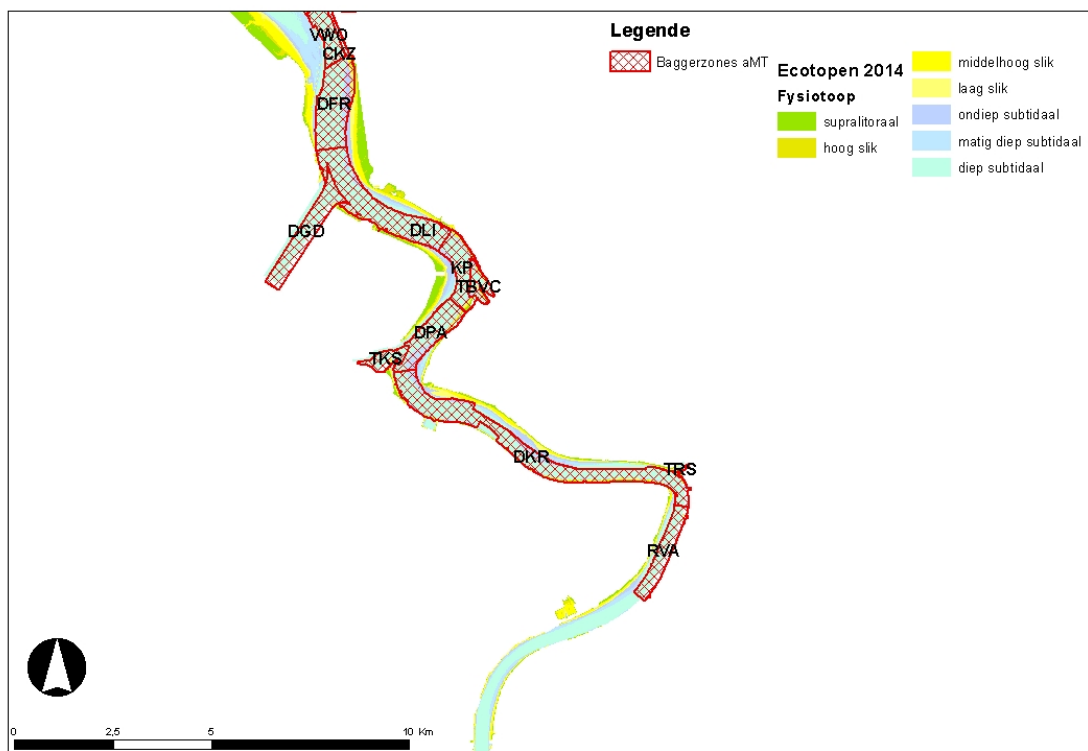 VWO
CKZ
DFR
DGD
DLI
KP
TBVC
DPA
TKS
DKR
TRS
RVA
Legende
Baggerzones aMT
Ecotopen 2014
Fysiotoop
supralitoraal
hoog slik
middelhoog slik
laag slik
ondiep subtidaal
matig diep subtidaal
diep subtidaal
0 2,5 5 10 Km